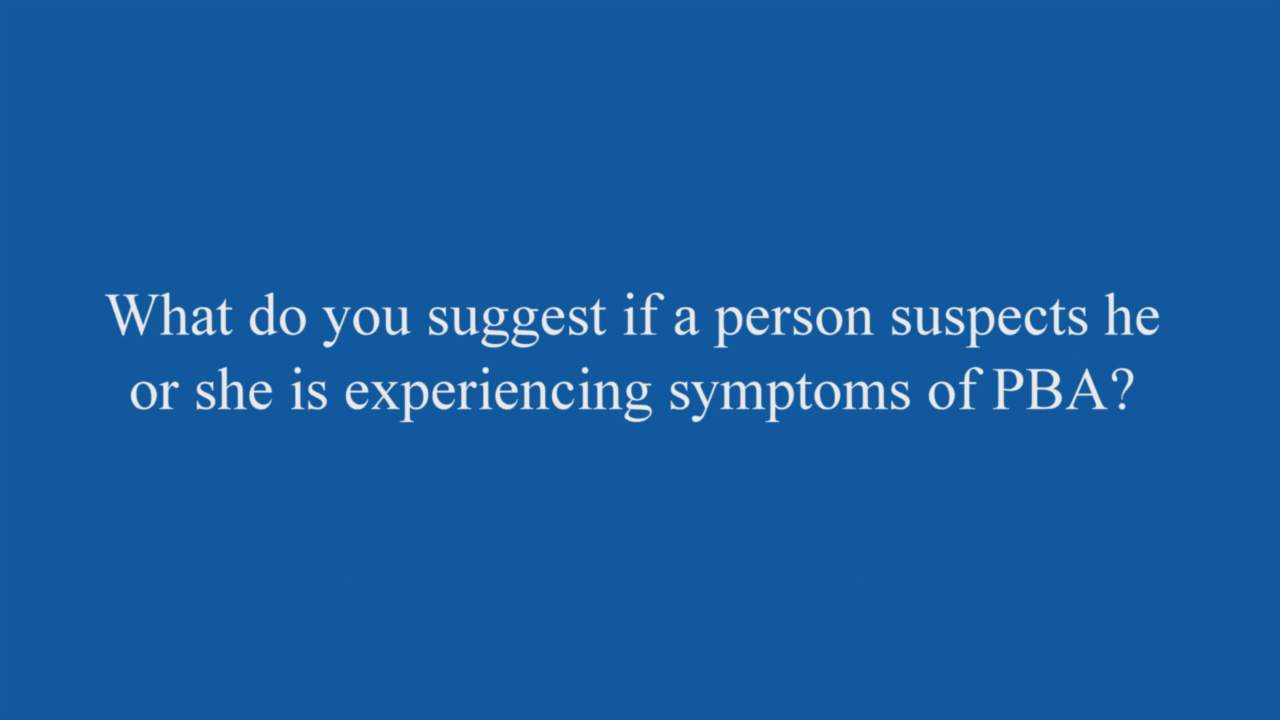 What do you suggest if a person suspects he
or she is experiencing symptoms of PBA?